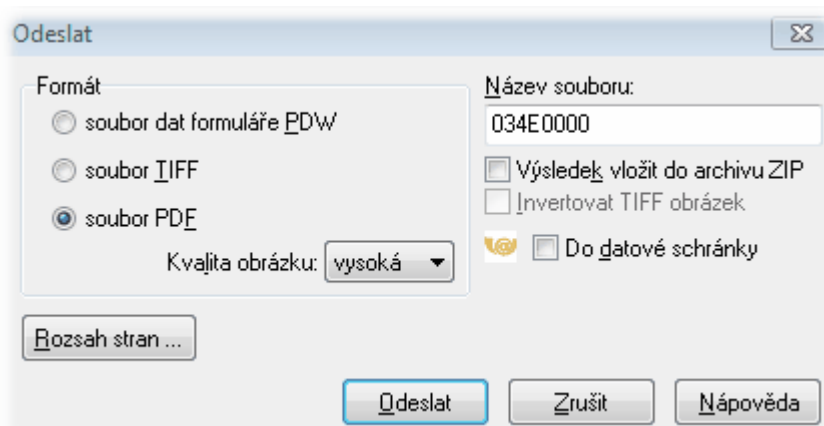 Odeslat
Formát
soubor dat formuláře PDW
soubor TIFF
soubor PDF
Kvalita obrázku: vysoká
Rozsah stran ...
Název souboru:
034E0000
Výsledek vložit do archivu ZIP
Invertovat TIFF obrázek
Do datové schránky
Odeslat
Zrušit
Nápověda